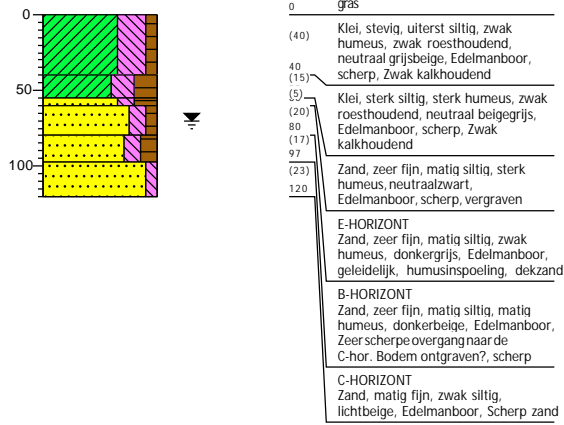 0
50
100
0
gras
(40)
Klei, stevig, uiterst siltig, zwak
humeus, zwak roesthoudend,
neutraal grijsbeige, Edelmanboor,
scherp, Zwak kalkhoudend
40
(15)
Klei, sterk siltig, sterk humeus, zwak
roesthoudend, neutraal beigegrijs,
Edelmanboor, scherp, Zwak
kalkhoudend
(5)
Zand, zeer fijn, matig siltig, sterk
humeus, neutraalzwart,
Edelmanboor, scherp, vergraven
(20)
E-HORIZONT
Zand, zeer fijn, matig siltig, zwak
humeus, donkergrijs, Edelmanboor,
geleidelijk, humusinspoeling, dekzand
80
(17)
B-HORIZONT
Zand, zeer fijn, matig siltig, matig
humeus, donkerbeige, Edelmanboor,
Zeer scherpe overgang naar de
C-hor. Bodem ontgraven?, scherp
97
(23)
C-HORIZONT
Zand, matig fijn, zwak siltig,
lichtbeige, Edelmanboor, Scherp zand
120